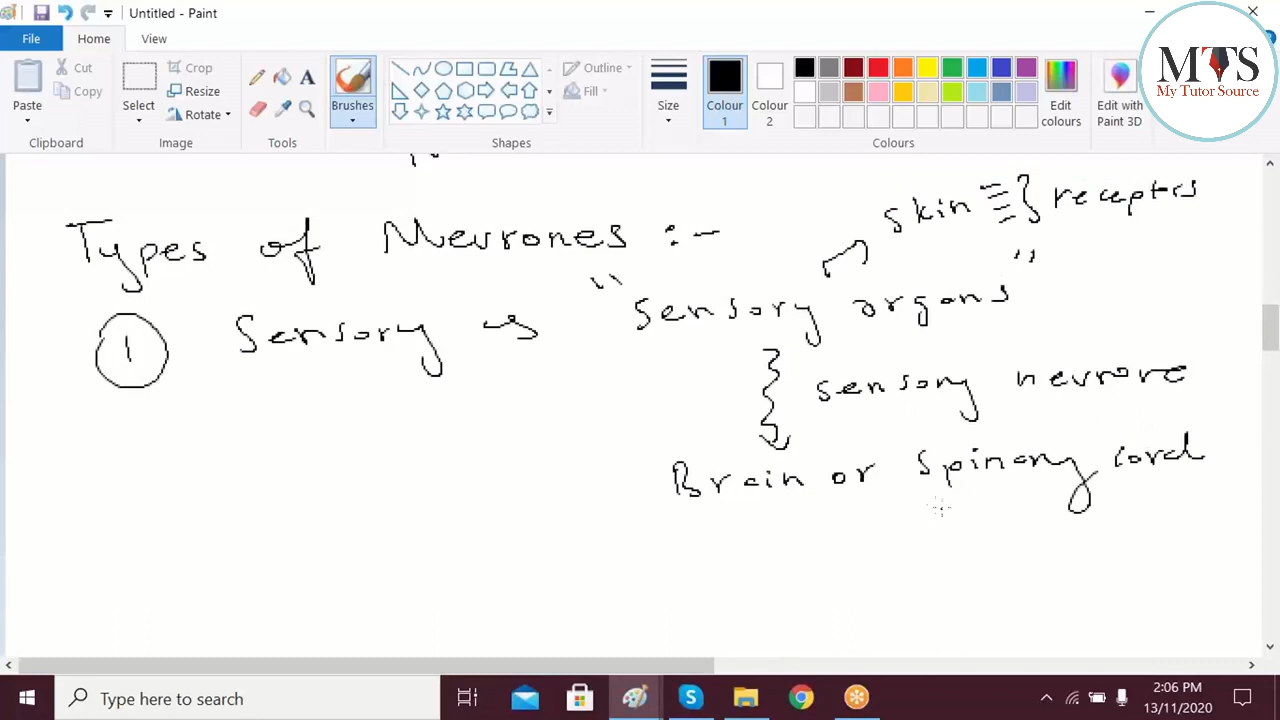 Untitled - Paint
File Home View
Cut
Copy
Paste
Clipboard
Crop
Resize
Rotate
Select
Image
Tools
Brushes
Outline
Fill
Shapes
Size
Colour 1
Colour 2
Edit colours
Edit with Paint 3D
Colours
MTS
My Tutor Source
skin } receptors
Types of Neurones :-
" sensory organs "
1 Sensory
sensory neurone
Brain or Spinary cord
Type here to search
2:06 PM
13/11/2020